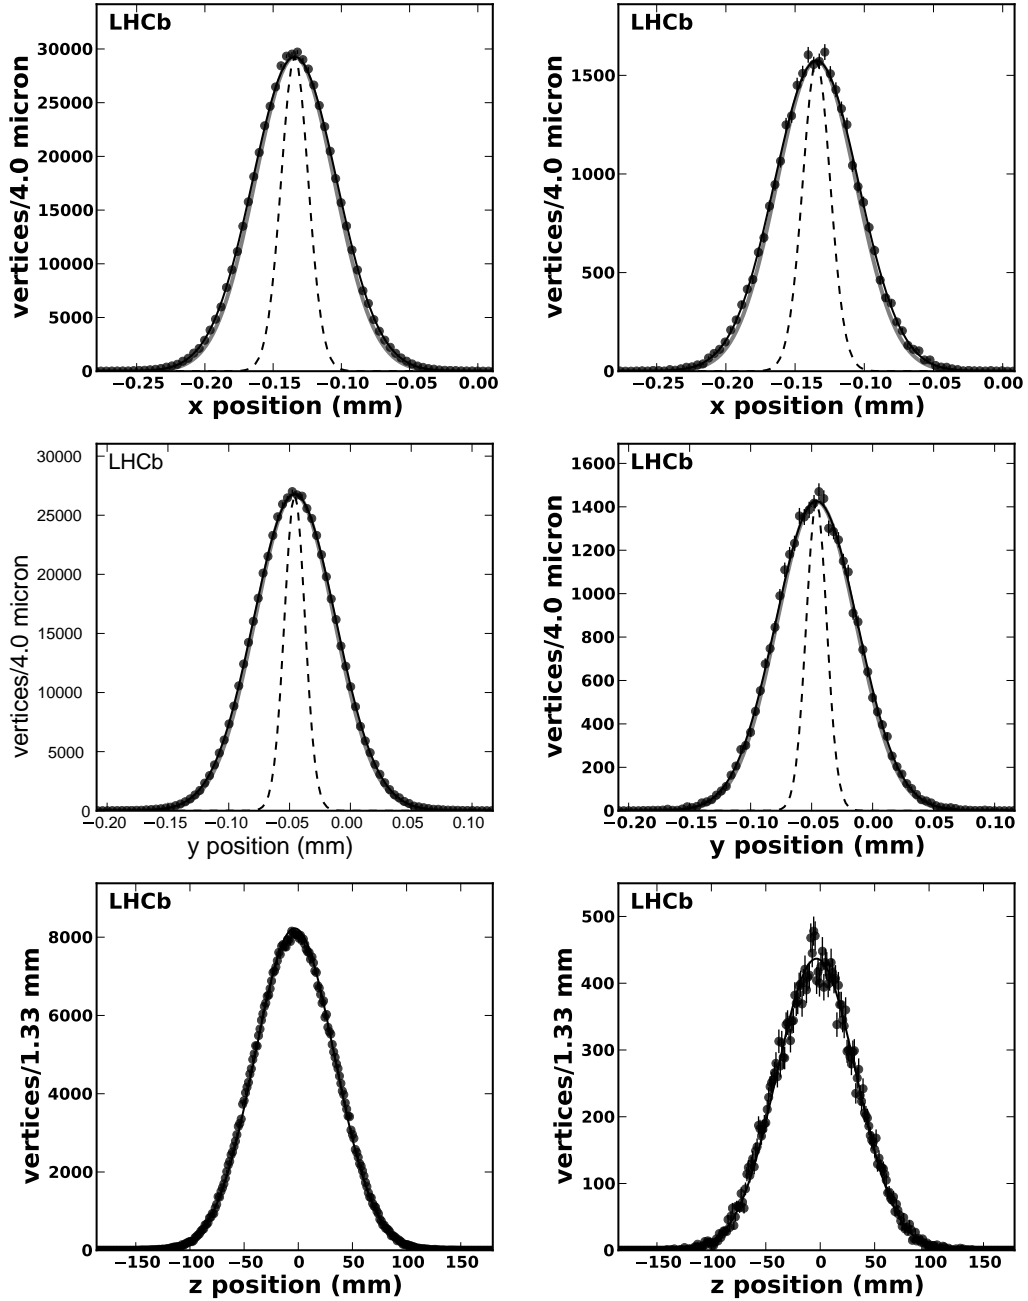 LHCb
30000
25000
20000
15000
10000
5000
0
vertices/4.0 micron
−0.25 −0.20 −0.15 −0.10 −0.05 0.00
x position (mm)
LHCb
1500
1000
500
0
vertices/4.0 micron
−0.25 −0.20 −0.15 −0.10 −0.05 0.00
x position (mm)
LHCb
30000
25000
20000
15000
10000
5000
0
vertices/4.0 micron
−0.20 −0.15 −0.10 −0.05 0.00 0.05 0.10
y position (mm)
LHCb
1600
1400
1200
1000
800
600
400
200
0
vertices/4.0 micron
−0.20 −0.15 −0.10 −0.05 0.00 0.05 0.10
y position (mm)
LHCb
8000
6000
4000
2000
0
vertices/1.33 mm
−150 −100 −50 0 50 100 150
z position (mm)
LHCb
500
400
300
200
100
0
vertices/1.33 mm
−150 −100 −50 0 50 100 150
z position (mm)